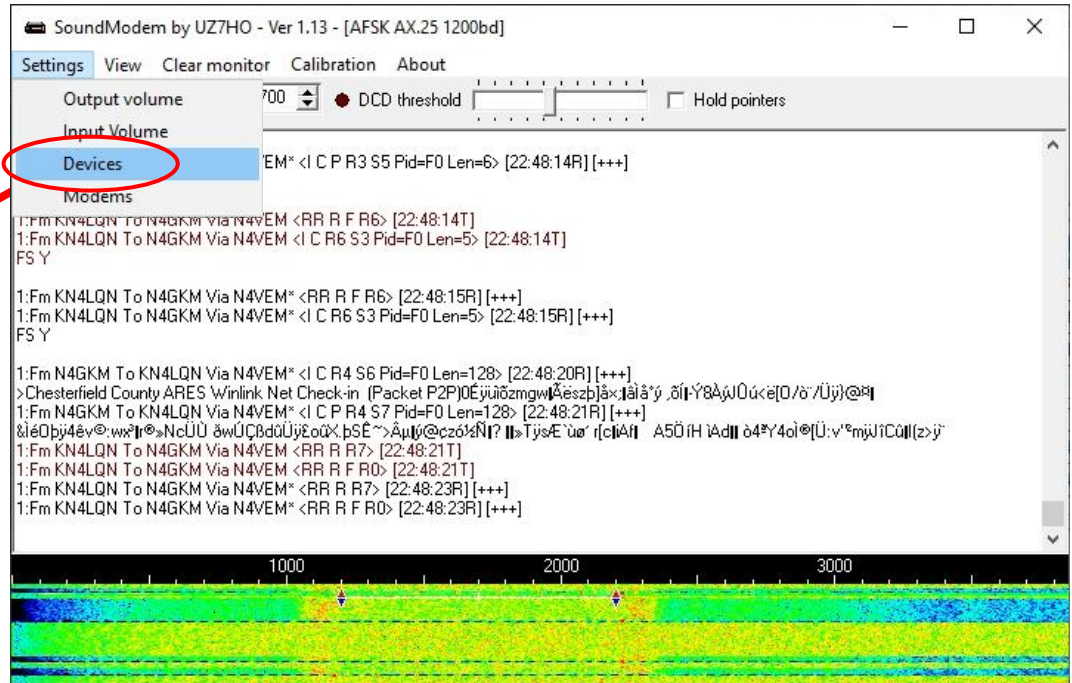 SoundModem by UZ7HO - Ver 1.13 - [AFSK AX.25 1200bd]
Settings View Clear monitor Calibration About
Output volume
Input Volume
Devices
Modems
700 DCD threshold Hold pointers
VEM* <I C P R3 S5 Pid=F0 Len=6> [22:48:14R] [+++]
1:Fm KN4LQN To N4GKM Via N4VEM <RR R F R6> [22:48:14T]
1:Fm KN4LQN To N4GKM Via N4VEM <I C R6 S3 Pid=F0 Len=5> [22:48:14T]
FS Y
1:Fm KN4LQN To N4GKM Via N4VEM* <RR R F R6> [22:48:15R] [+++]
1:Fm KN4LQN To N4GKM Via N4VEM* <I C R6 S3 Pid=F0 Len=5> [22:48:15R] [+++]
FS Y
1:Fm N4GKM To KN4LQN Via N4VEM* <I C R4 S6 Pid=F0 Len=128> [22:48:20R] [+++]
>Chesterfield County ARES Winlink Net Check-in (Packet P2P)
1:Fm N4GKM To KN4LQN Via N4VEM* <I C P R4 S7 Pid=F0 Len=128> [22:48:21R] [+++]
1:Fm KN4LQN To N4GKM Via N4VEM <RR R R7> [22:48:21T]
1:Fm KN4LQN To N4GKM Via N4VEM <RR R F R0> [22:48:21T]
1:Fm KN4LQN To N4GKM Via N4VEM* <RR R R7> [22:48:23R] [+++]
1:Fm KN4LQN To N4GKM Via N4VEM* <RR R F R0> [22:48:23R] [+++]
1000 2000 3000